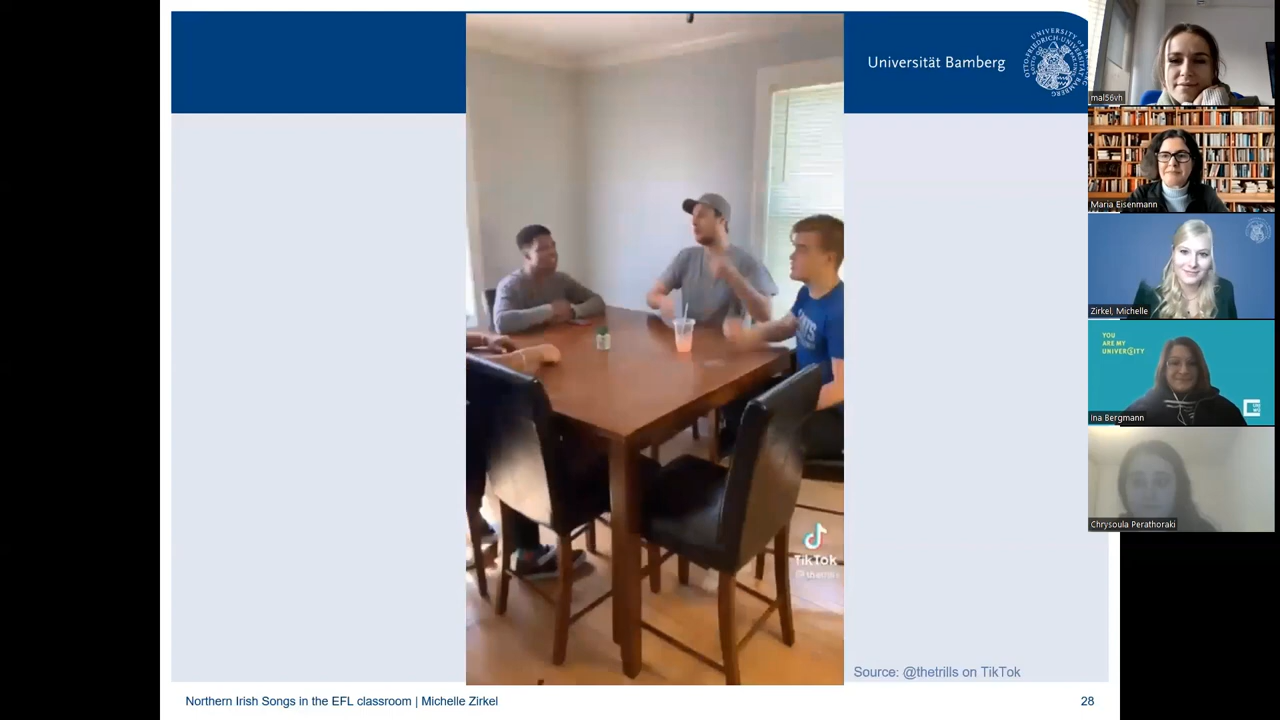 Universität Bamberg
mal56vh
Maria Eisenmann
Zirkel, Michelle
YOU
ARE MY
UNIVERSITY
Ina Bergmann
Chrysoula Perathoraki
TikTok
Source: @thetrills on TikTok
Northern Irish Songs in the EFL classroom | Michelle Zirkel
28